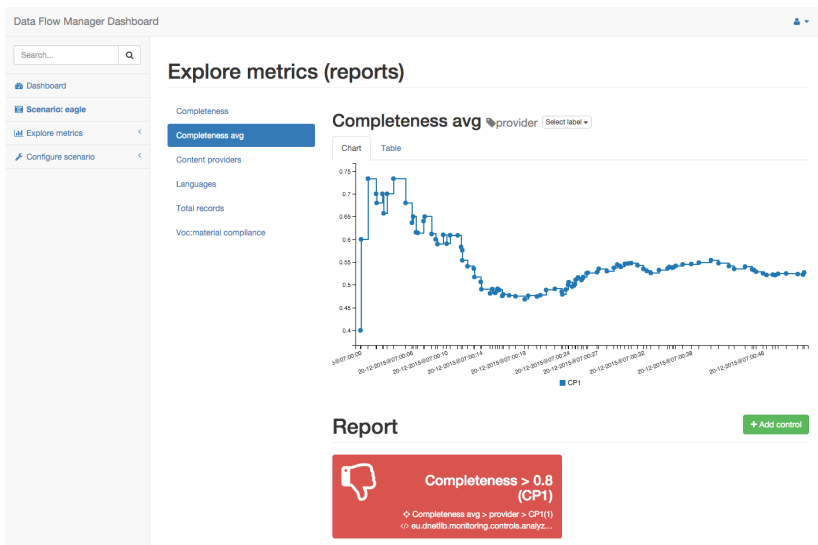 Data Flow Manager Dashboard
Search...
Dashboard
Scenario: eagle
Explore metrics
Configure scenario
Explore metrics (reports)
Completeness
Completeness avg
Content providers
Languages
Total records
Voc:material compliance
Completeness avg provider Select label
Chart Table
0.75
0.7
0.65
0.6
0.55
0.5
0.45
0.4
5@07:00:00
20-12-2015@07:00:06
20-12-2015@07:00:10
20-12-2015@07:00:14
20-12-2015@07:00:18
20-12-2015@07:00:24
20-12-2015@07:00:27
20-12-2015@07:00:32
20-12-2015@07:00:38
20-12-2015@07:00:46
CP1
Report
+ Add control
Completeness > 0.8
(CP1)
Completeness avg > provider > CP1(1)
</> eu.dnetlib.monitoring.controls.analyz...